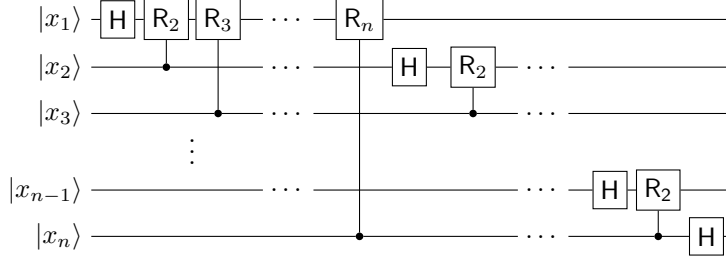 |x₁⟩ H R₂ R₃ ··· Rₙ
|x₂⟩ ··· H R₂ ···
|x₃⟩ ··· ···
⋮
|xₙ₋₁⟩ ··· ··· H R₂
|xₙ⟩ ··· H